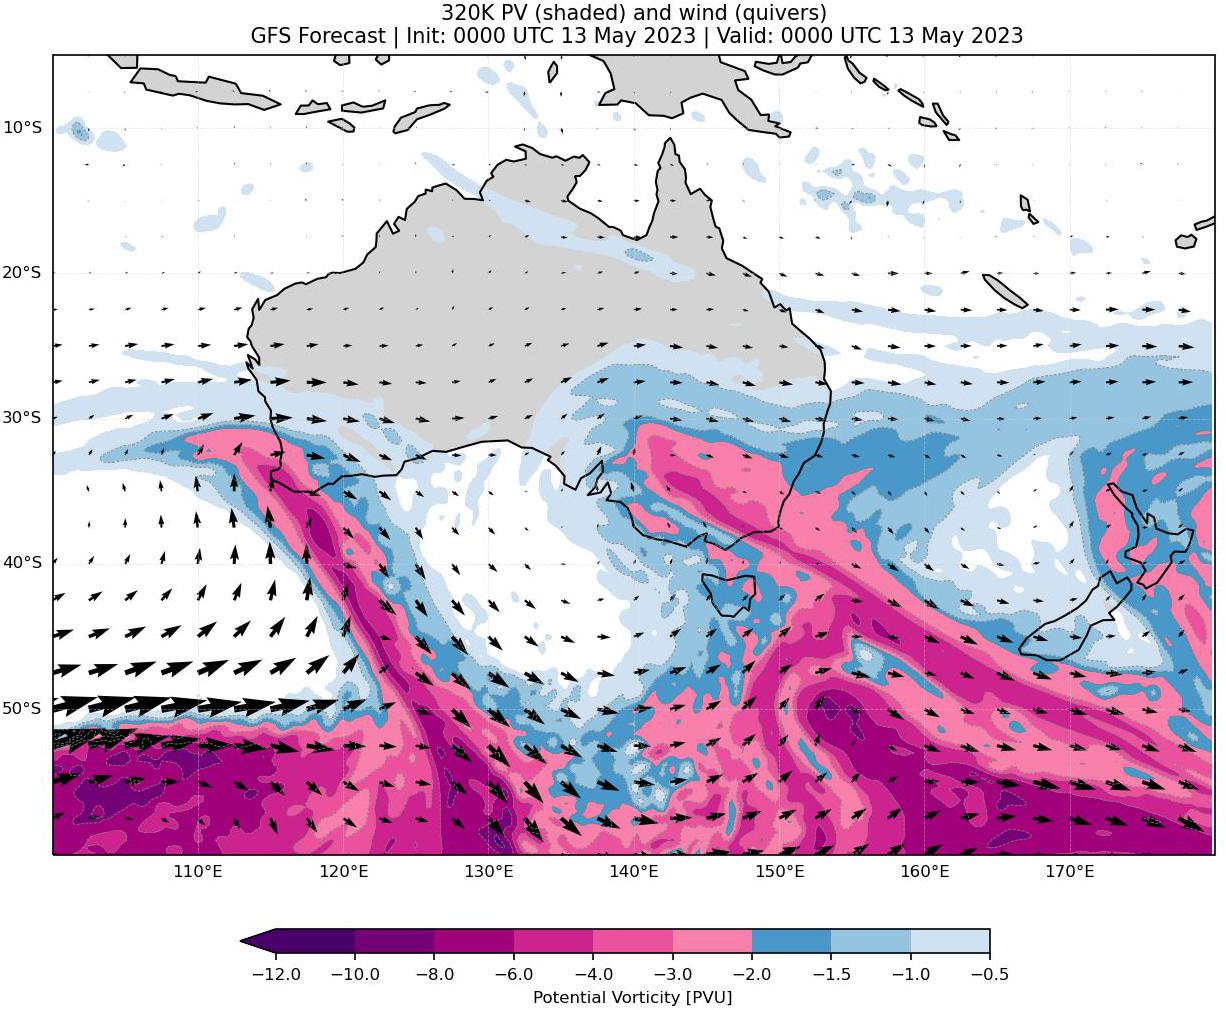 320K PV (shaded) and wind (quivers)
GFS Forecast | Init: 0000 UTC 13 May 2023 | Valid: 0000 UTC 13 May 2023
10°S
20°S
30°S
40°S
50°S
110°E 120°E 130°E 140°E 150°E 160°E 170°E
−12.0 −10.0 −8.0 −6.0 −4.0 −3.0 −2.0 −1.5 −1.0 −0.5
Potential Vorticity [PVU]